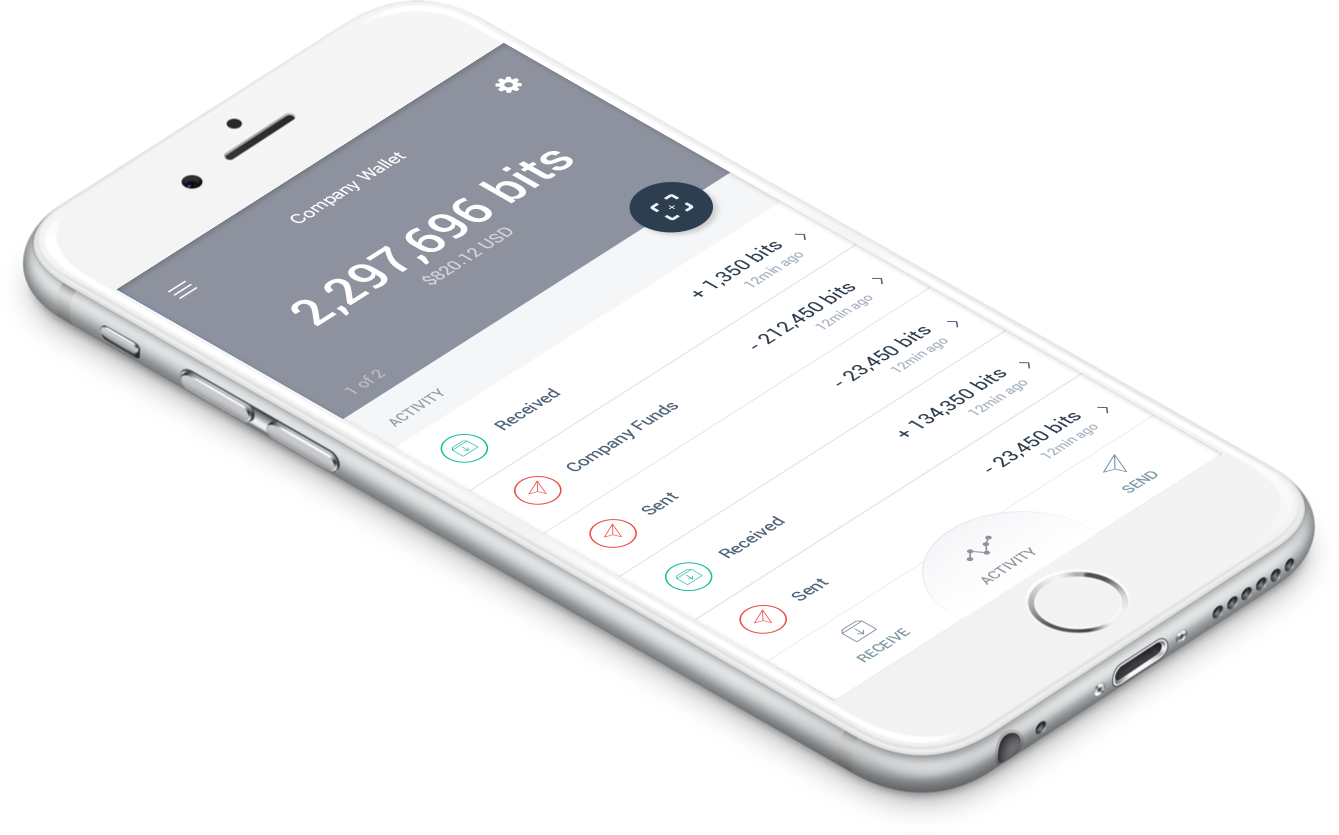 Company Wallet
2,297,696 bits
$820.12 USD
1 of 2
ACTIVITY
Received
+ 1,350 bits
12min ago
Company Funds
- 212,450 bits
12min ago
Sent
- 23,450 bits
12min ago
Received
+ 134,350 bits
12min ago
Sent
- 23,450 bits
12min ago
RECEIVE
ACTIVITY
SEND